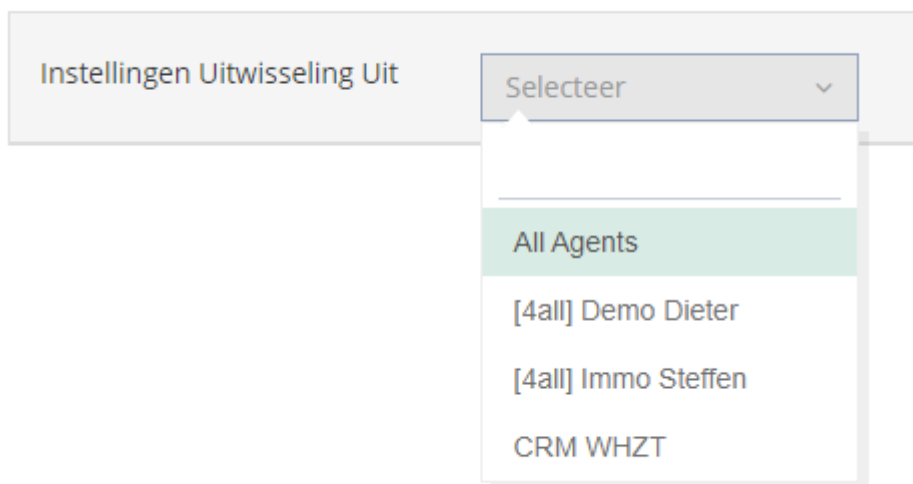 Instellingen Uitwisseling Uit
Selecteer
All Agents
[4all] Demo Dieter
[4all] Immo Steffen
CRM WHZT